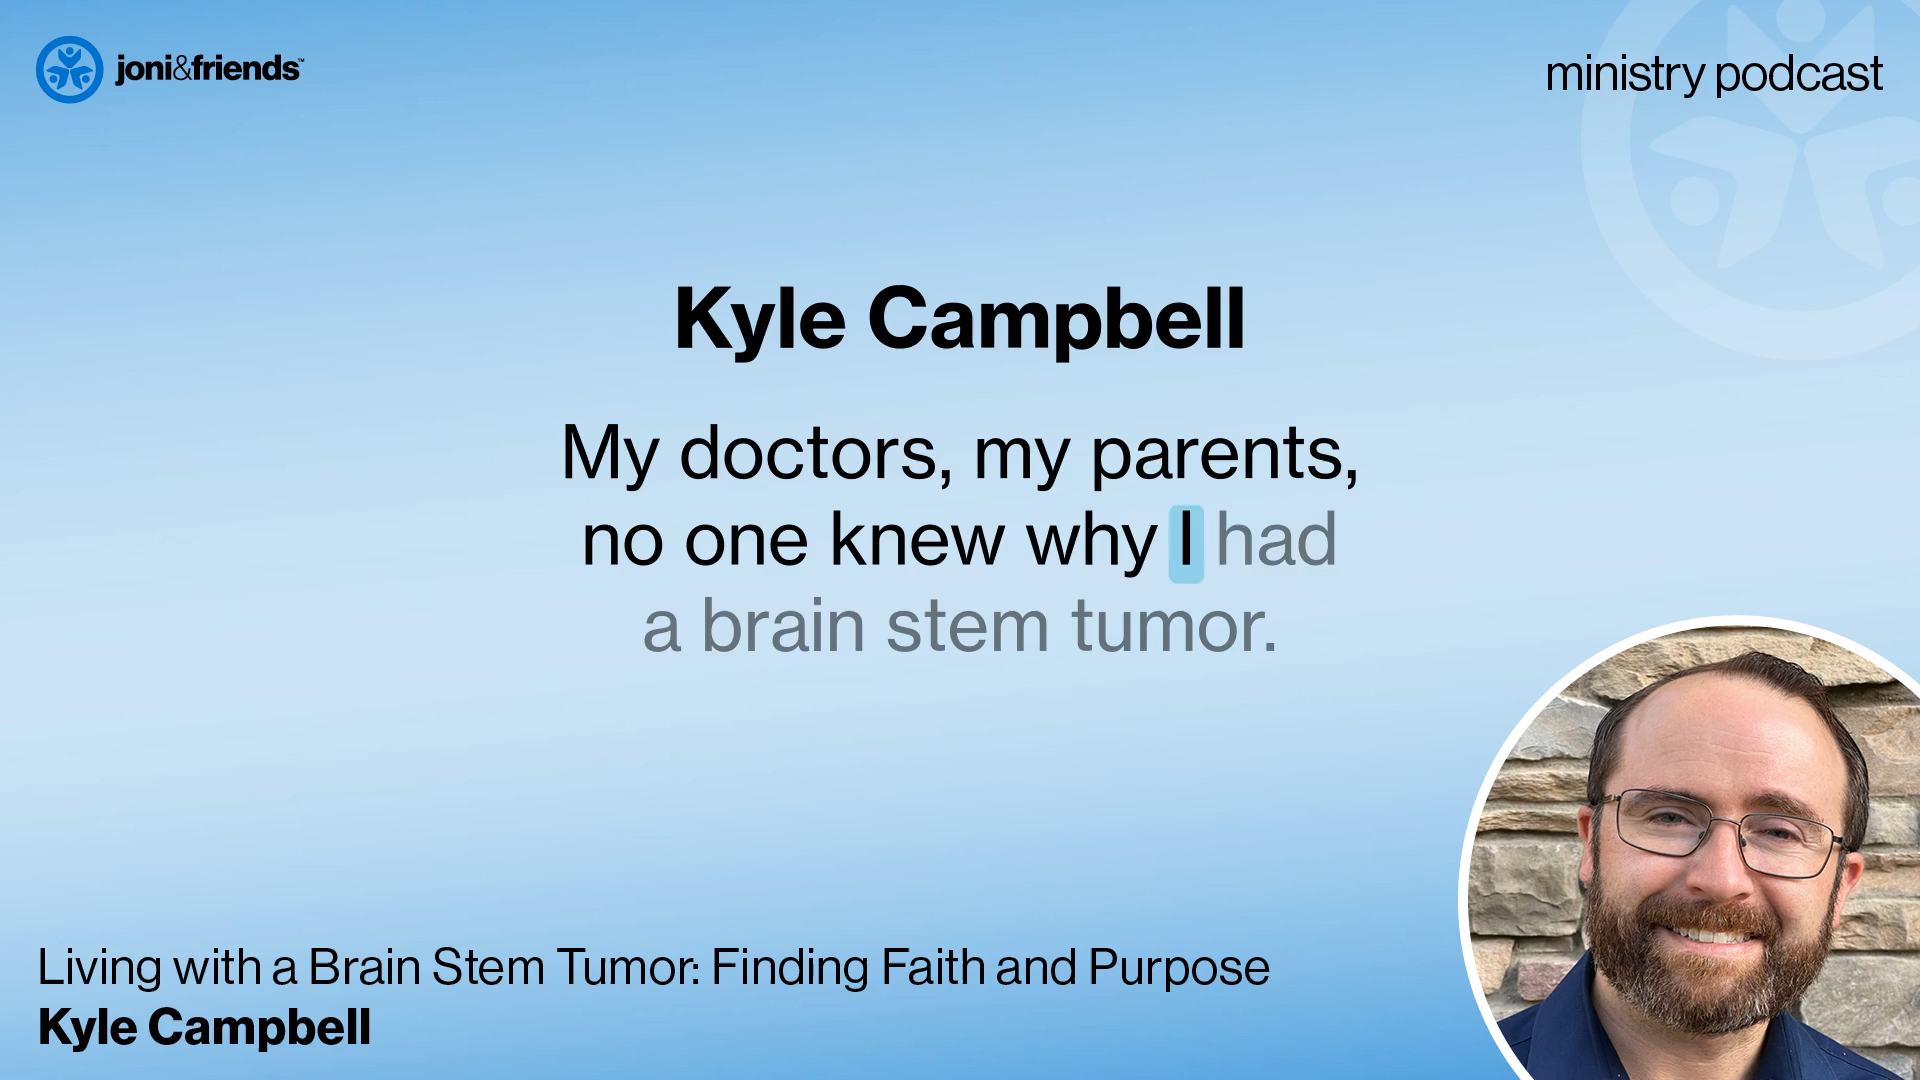 joni&friends™
ministry podcast
Kyle Campbell
My doctors, my parents,
no one knew why I had
a brain stem tumor.
Living with a Brain Stem Tumor: Finding Faith and Purpose
Kyle Campbell